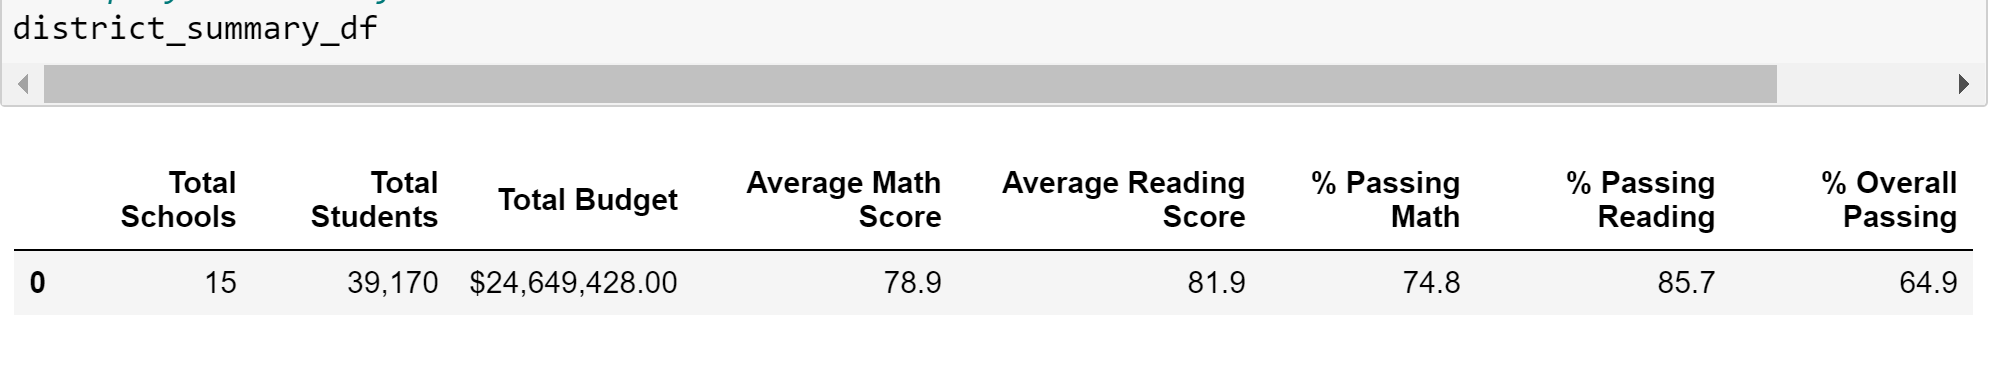 district_summary_df
Total Schools Total Students Total Budget Average Math Score Average Reading Score % Passing Math % Passing Reading % Overall Passing
0 15 39,170 $24,649,428.00 78.9 81.9 74.8 85.7 64.9